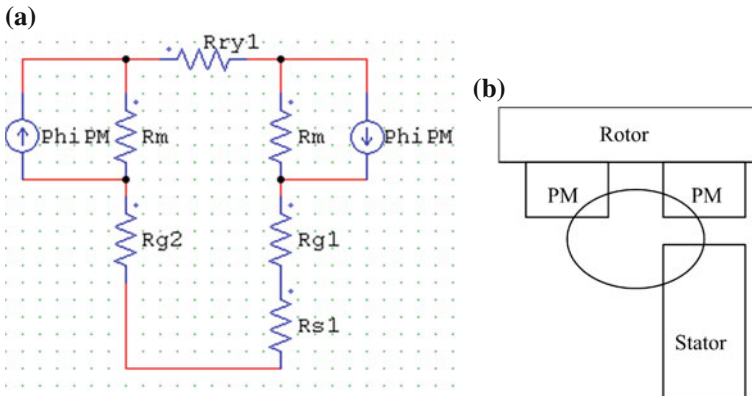 (a)
Rry1
PhiPM
Rm
Rm
PhiPM
Rg2
Rg1
Rs1
(b)
Rotor
PM
PM
Stator